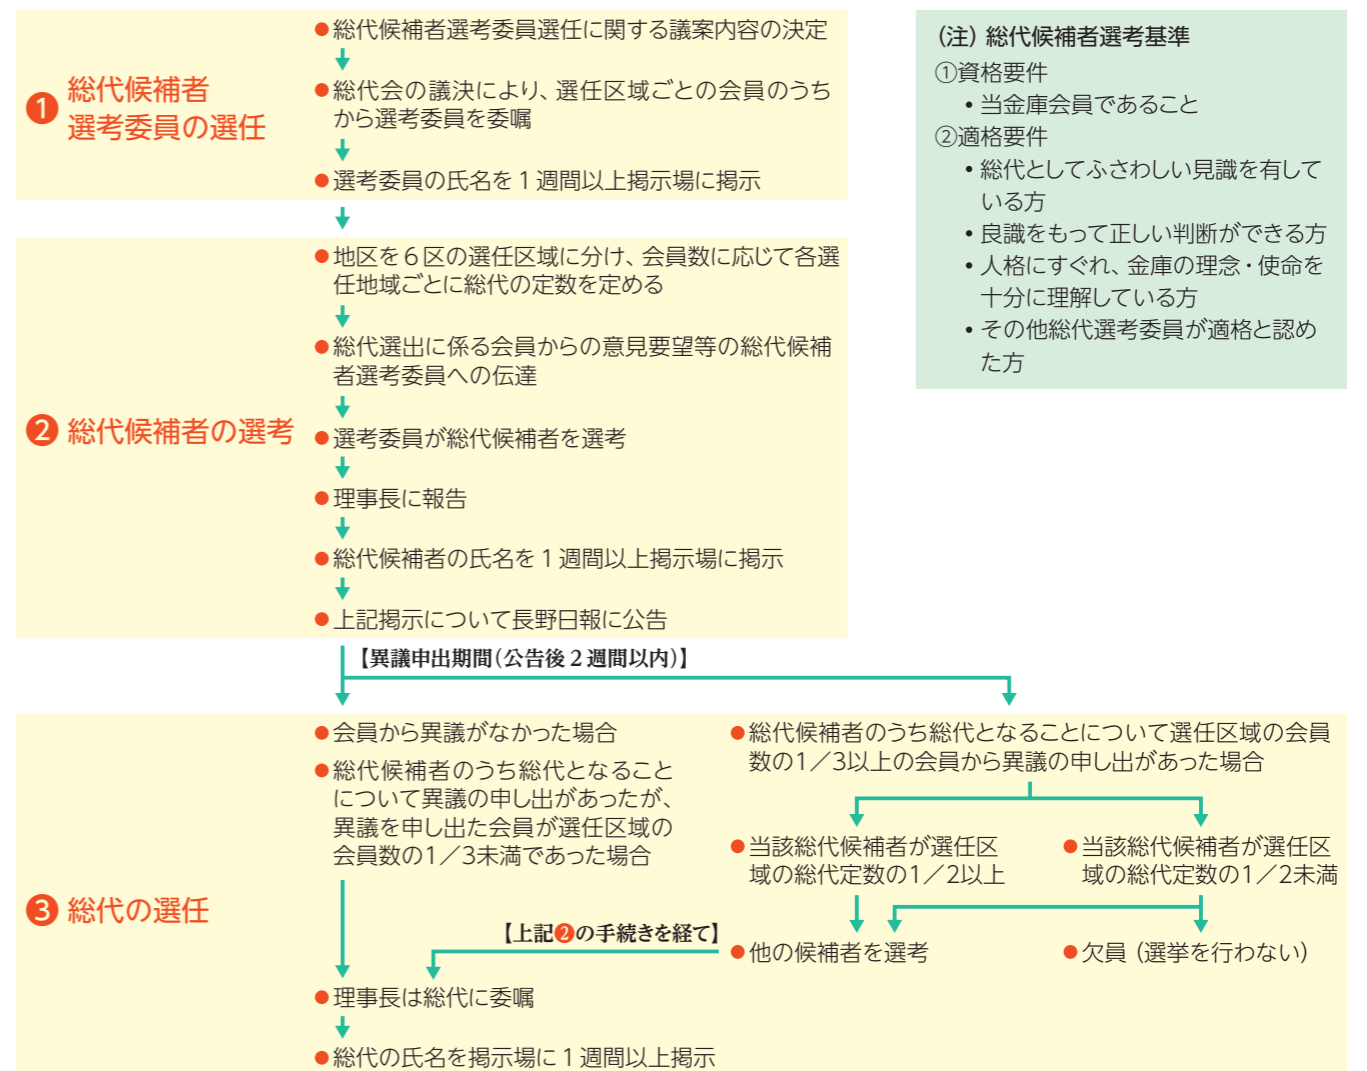 ❶ 総代候補者
選考委員の選任
●総代候補者選考委員選任に関する議案内容の決定
●総代会の議決により、選任区域ごとの会員のうち
から選考委員を委嘱
●選考委員の氏名を1週間以上掲示場に掲示
❷ 総代候補者の選考
●地区を6区の選任区域に分け、会員数に応じて各選
任地域ごとに総代の定数を定める
●総代選出に係る会員からの意見要望等の総代候補
者選考委員への伝達
●選考委員が総代候補者を選考
●理事長に報告
●総代候補者の氏名を1週間以上掲示場に掲示
●上記掲示について長野日報に公告
【異議申出期間(公告後2週間以内)】
❸ 総代の選任
●会員から異議がなかった場合
●総代候補者のうち総代となること
について異議の申し出があったが、
異議を申し出た会員が選任区域の
会員数の1/3未満であった場合
●総代候補者のうち総代となることについて選任区域の会員
数の1/3以上の会員から異議の申し出があった場合
●当該総代候補者が選任区
域の総代定数の1/2以上
●当該総代候補者が選任区
域の総代定数の1/2未満
【上記❷の手続きを経て】
●他の候補者を選考
●欠員(選挙を行わない)
●理事長は総代に委嘱
●総代の氏名を掲示場に1週間以上掲示
(注)総代候補者選考基準
①資格要件
・当金庫会員であること
②適格要件
・総代としてふさわしい見識を有して
いる方
・良識をもって正しい判断ができる方
・人格にすぐれ、金庫の理念・使命を
十分に理解している方
・その他総代選考委員が適格と認め
た方